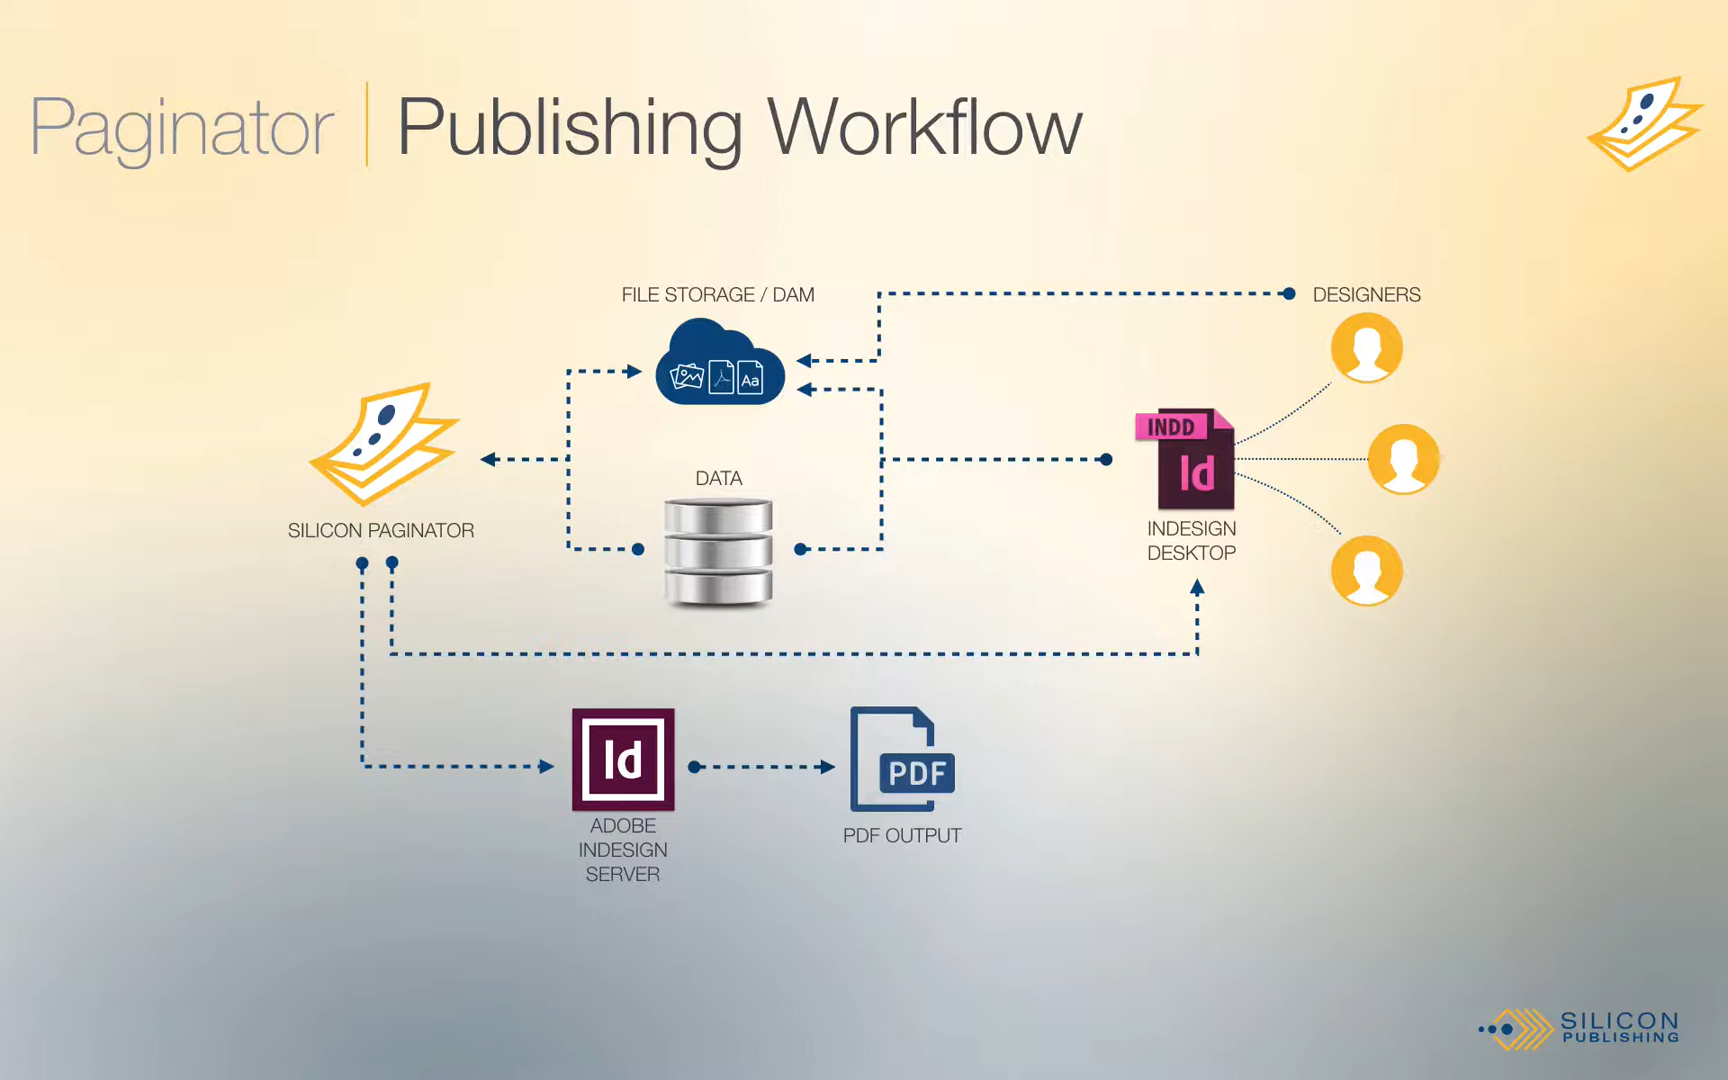 Paginator | Publishing Workflow
FILE STORAGE / DAM
DESIGNERS
Aa
INDD
Id
DATA
SILICON PAGINATOR
INDESIGN
DESKTOP
Id
PDF
ADOBE
INDESIGN
SERVER
PDF OUTPUT
SILICON
PUBLISHING